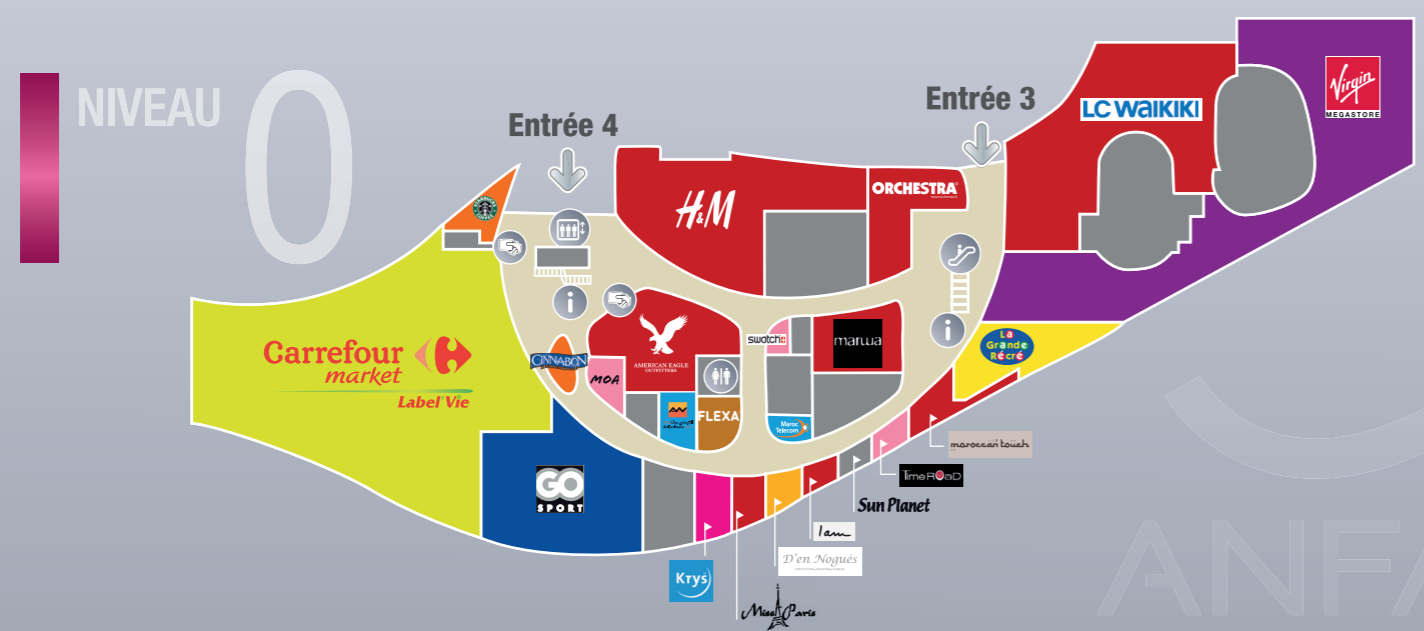 NIVEAU 0
Entrée 4
Entrée 3
LC WAIKIKI
Virgin
MEGASTORE
H&M
ORCHESTRA
Carrefour
market
Label'Vie
CINNABON
MOA
AMERICAN EAGLE
OUTFITTERS
FLEXA
swatch
marwa
Maroc
Telecom
La
Grande
Récré
GO
SPORT
moroccan touch
Time ROAD
Sun Planet
Iam
D'en Nogués
Krys
Miss Paris
ANFA